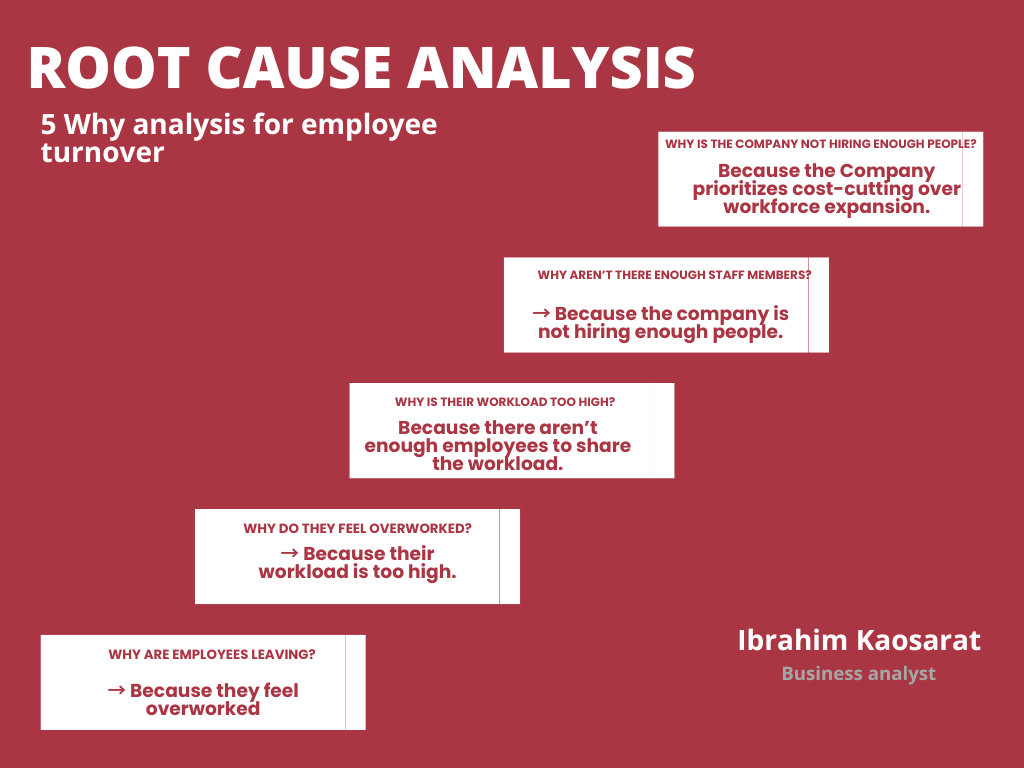 ROOT CAUSE ANALYSIS
5 Why analysis for employee
turnover
WHY IS THE COMPANY NOT HIRING ENOUGH PEOPLE?
Because the Company
prioritizes cost-cutting over
workforce expansion.
WHY AREN’T THERE ENOUGH STAFF MEMBERS?
→ Because the company is
not hiring enough people.
WHY IS THEIR WORKLOAD TOO HIGH?
Because there aren’t
enough employees to share
the workload.
WHY DO THEY FEEL OVERWORKED?
→ Because their
workload is too high.
WHY ARE EMPLOYEES LEAVING?
→ Because they feel
overworked
Ibrahim Kaosarat
Business analyst